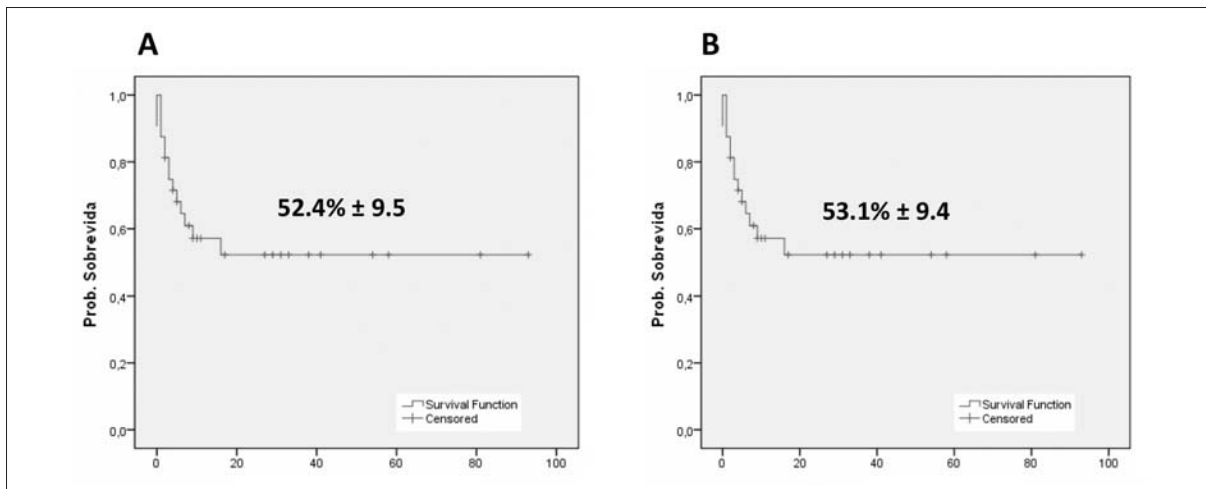 A
Prob. Sobrevida
1,0
0,8
0,6
0,4
0,2
0,0
52.4% ± 9.5
Survival Function
Censored
0 20 40 60 80 100
B
Prob. Sobrevida
1,0
0,8
0,6
0,4
0,2
0,0
53.1% ± 9.4
Survival Function
Censored
0 20 40 60 80 100